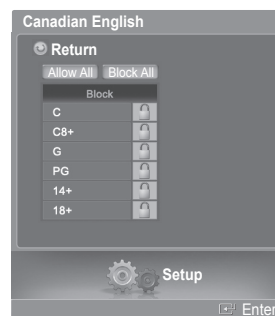 Canadian English
Return
Allow All Block All
Block
C
C8+
G
PG
14+
18+
Setup
Enter